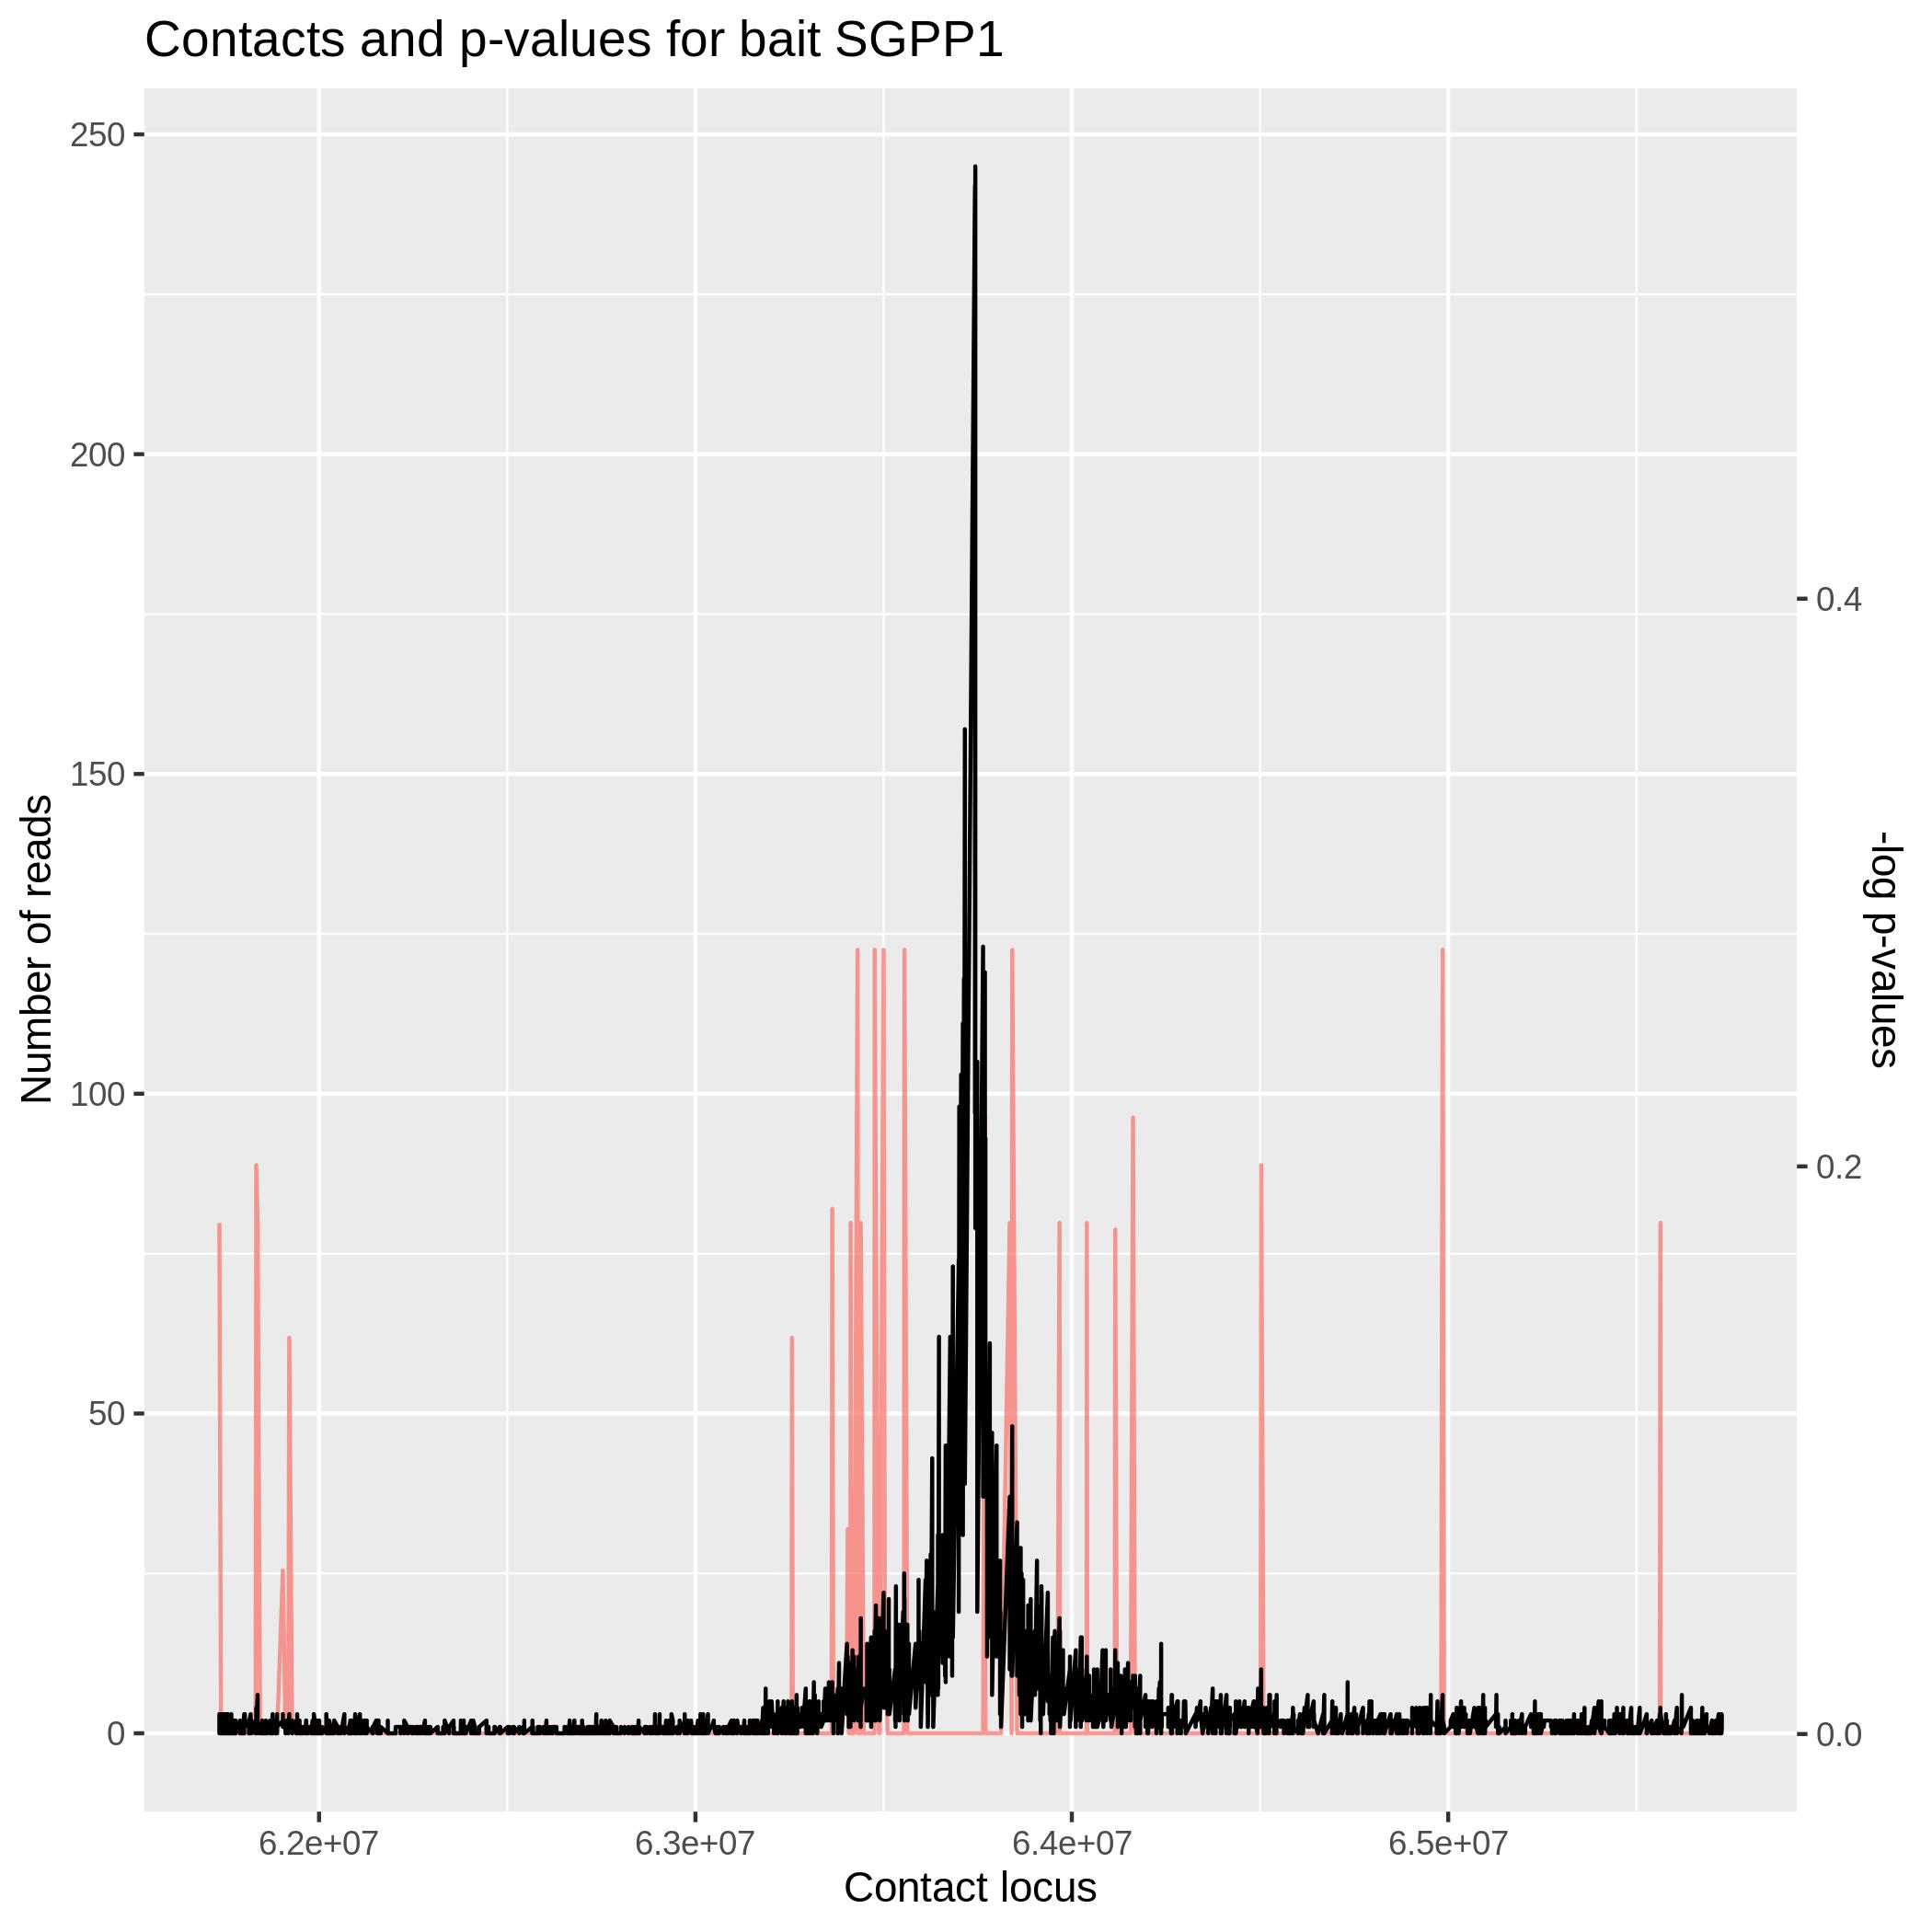 Contacts and p-values for bait SGPP1
250
200
150
100
50
0
Number of reads
0.4
0.2
0.0
-log p-values
6.2e+07
6.3e+07
6.4e+07
6.5e+07
Contact locus